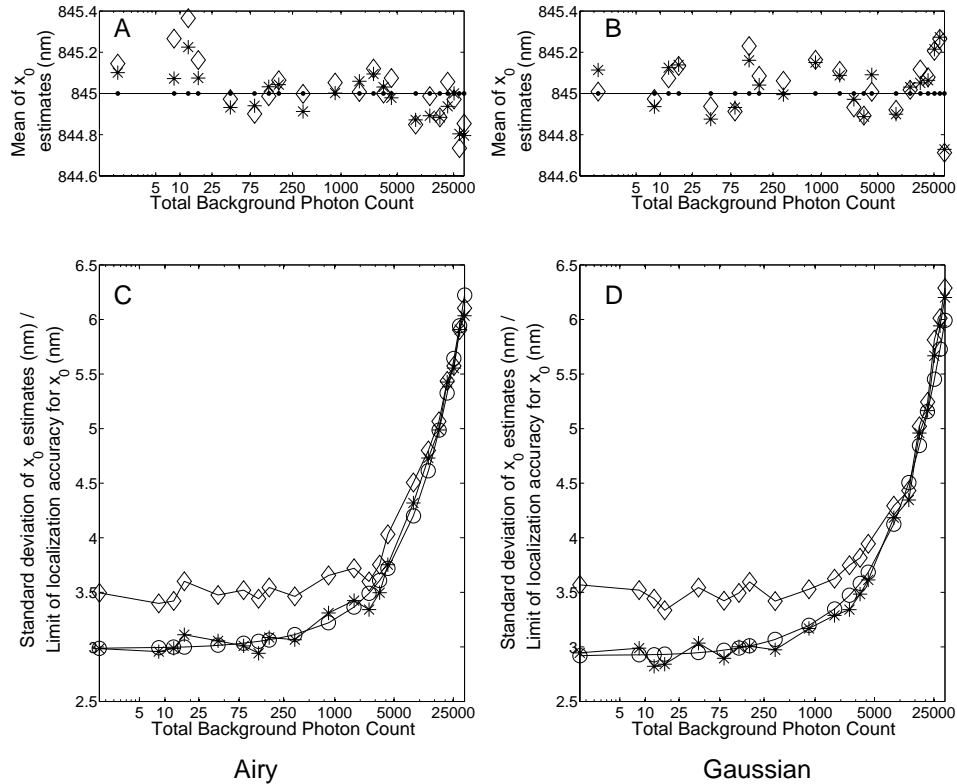 A
845.4
845.2
845
844.8
844.6
Mean of x0
estimates (nm)
5 10 25 75 250 1000 5000 25000
Total Background Photon Count
B
845.4
845.2
845
844.8
844.6
Mean of x0
estimates (nm)
5 10 25 75 250 1000 5000 25000
Total Background Photon Count
C
6.5
6
5.5
5
4.5
4
3.5
3
2.5
Standard deviation of x0 estimates (nm) /
Limit of localization accuracy for x0 (nm)
5 10 25 75 250 1000 5000 25000
Total Background Photon Count
Airy
D
6.5
6
5.5
5
4.5
4
3.5
3
2.5
Standard deviation of x0 estimates (nm) /
Limit of localization accuracy for x0 (nm)
5 10 25 75 250 1000 5000 25000
Total Background Photon Count
Gaussian